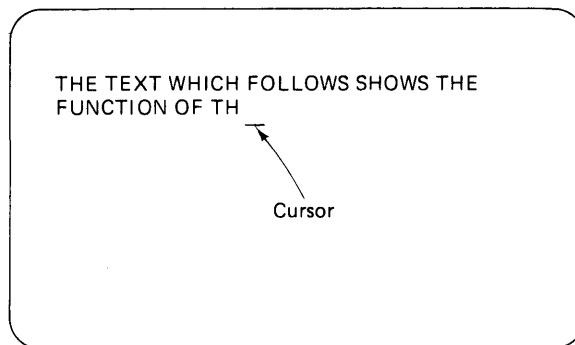 THE TEXT WHICH FOLLOWS SHOWS THE
FUNCTION OF TH
Cursor